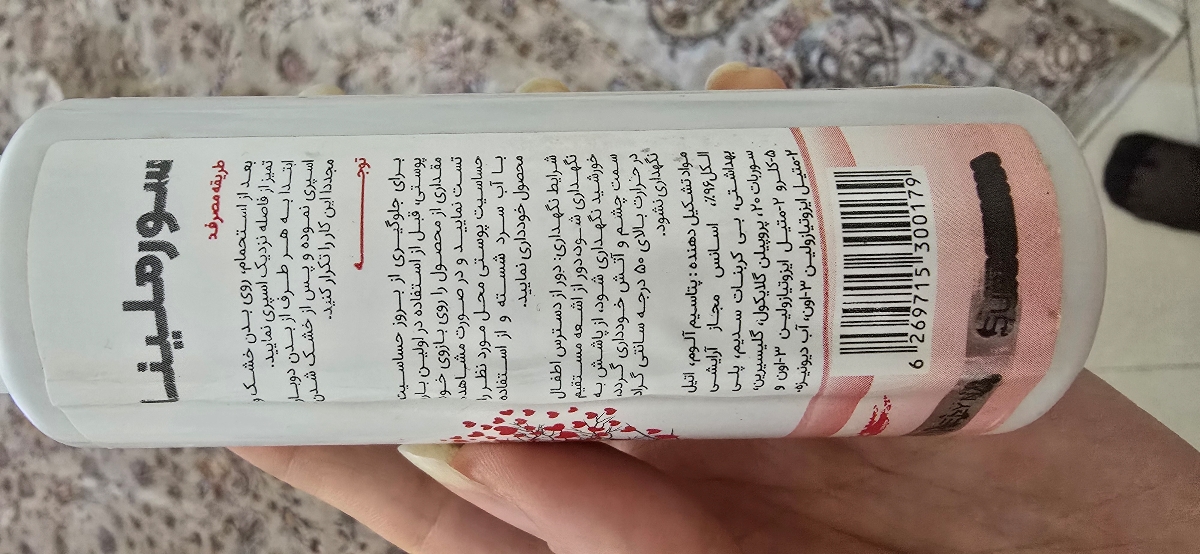 سورملینا
طریقه مصرف:
بعد از استحمام، روی بدن خشک و
تمیز از فاصله نزدیک اسپری نمایید.
ابتدا به هر طرف از بدن دوبار
اسپری نموده و پس از خشک شدن
مجددا این کار را تکرار کنید.
توجه
برای جلوگیری از بروز حساسیت
پوستی، قبل از استفاده در اولین بار
مقداری از محصول را روی بازوی خود
تست نمایید و در صورت مشاهده
حساسیت پوستی محل مورد نظر را
با آب سرد شسته و از استفاده
محصول خودداری نمایید.
شرایط نگهداری: دور از دسترس اطفال
نگهداری شود، دور از اشعه مستقیم
خورشید نگهداری شود، از پاشش به
سمت چشم و آتش خودداری گردد،
در حرارت بالای ۵۰ درجه سانتی گراد
نگهداری نشود.
مواد تشکیل دهنده: پتاسیم آلوم، اتیل
الکل ۹۶٪، اسانس مجاز آرایشی
بهداشتی، بی کربنات سدیم، پلی
سوربات ۲۰، پروپیلن گلایکول، گلیسیرین،
۵-کلرو ۲-متیل ایزوتیازولین ۳-اون و
۲-متیل ایزوتیازولین ۳-اون، آب دیونیزه.
6 269715 300179